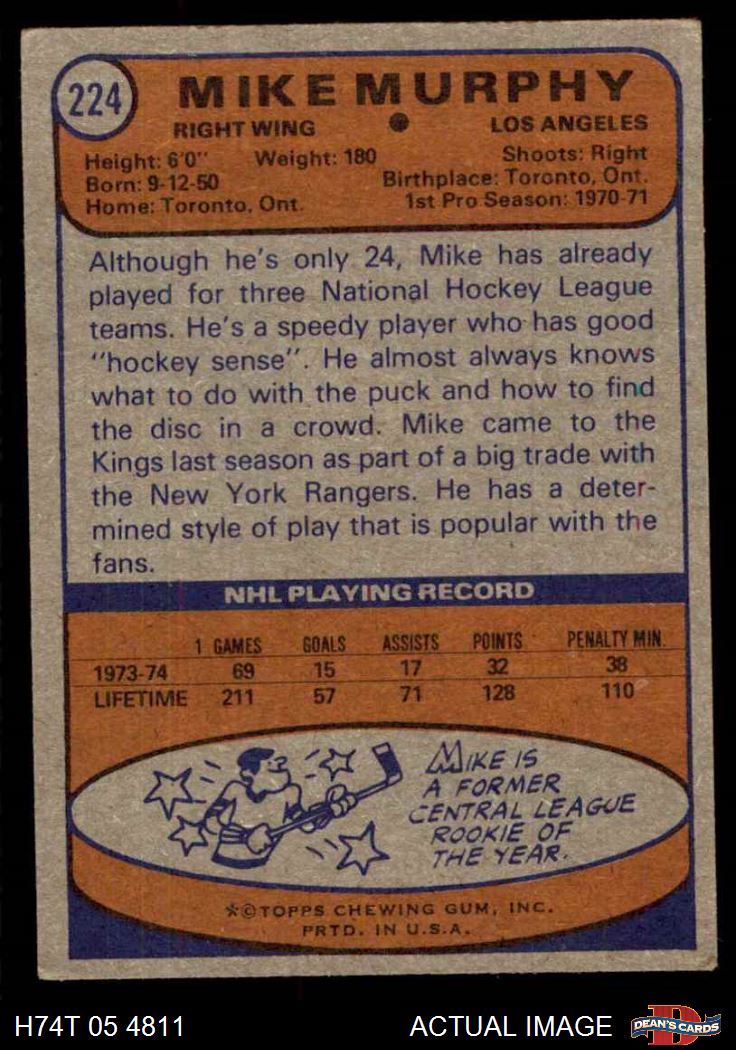 224
MIKE MURPHY
RIGHT WING ● LOS ANGELES
Height: 6'0" Weight: 180 Shoots: Right
Born: 9-12-50 Birthplace: Toronto, Ont.
Home: Toronto, Ont. 1st Pro Season: 1970-71
Although he's only 24, Mike has already
played for three National Hockey League
teams. He's a speedy player who has good
"hockey sense". He almost always knows
what to do with the puck and how to find
the disc in a crowd. Mike came to the
Kings last season as part of a big trade with
the New York Rangers. He has a deter-
mined style of play that is popular with the
fans.
NHL PLAYING RECORD
1 GAMES GOALS ASSISTS POINTS PENALTY MIN.
1973-74 69 15 17 32 38
LIFETIME 211 57 71 128 110
MIKE IS
A FORMER
CENTRAL LEAGUE
ROOKIE OF
THE YEAR.
★©TOPPS CHEWING GUM, INC.
PRTD. IN U.S.A.
H74T 05 4811 ACTUAL IMAGE
D
DEAN'S CARDS